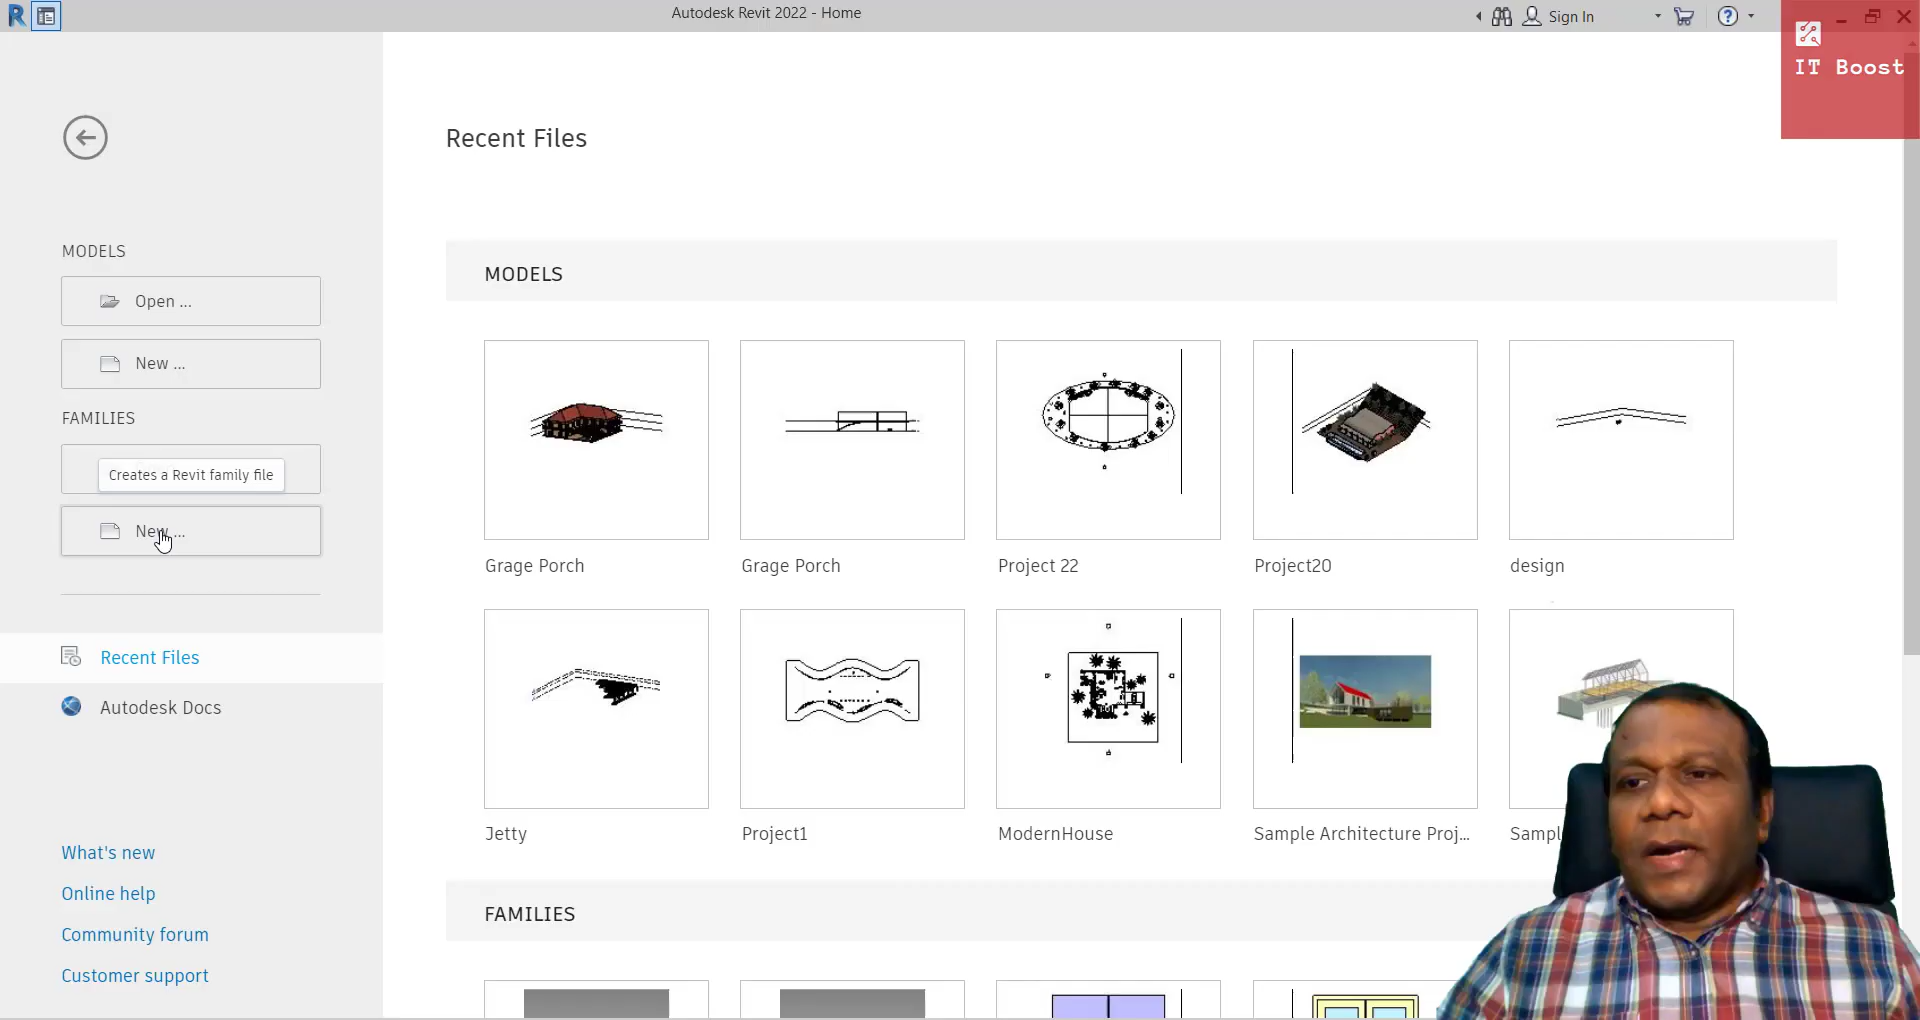 Autodesk Revit 2022 - Home
Sign In
IT Boost
Recent Files
MODELS
Open ...
New ...
FAMILIES
Creates a Revit family file
New ...
Recent Files
Autodesk Docs
What's new
Online help
Community forum
Customer support
MODELS
Grage Porch
Grage Porch
Project 22
Project20
design
Jetty
Project1
ModernHouse
Sample Architecture Proj...
Sampl
FAMILIES